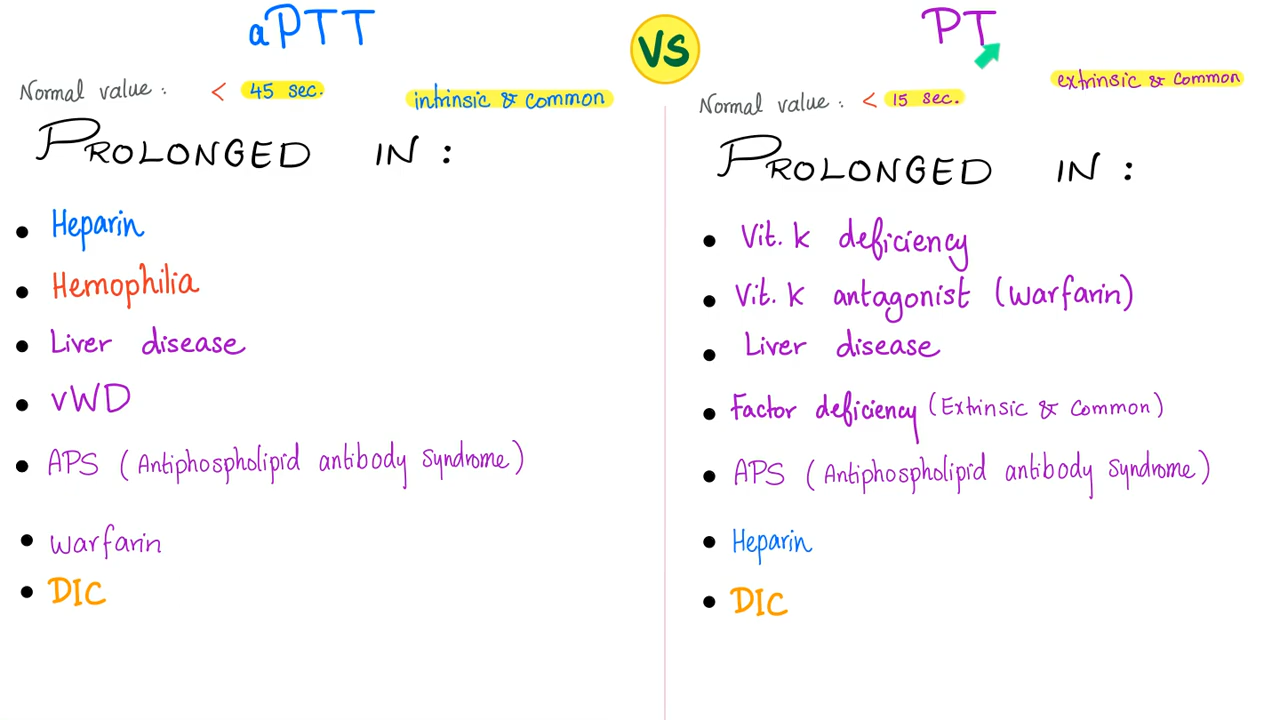 aPTT
VS
PT
Normal value : < 45 sec.
intrinsic & common
PROLONGED IN :
• Heparin
• Hemophilia
• Liver disease
• vWD
• APS (Antiphospholipid antibody syndrome)
• warfarin
• DIC
extrinsic & common
Normal value : < 15 sec.
PROLONGED IN :
• Vit. k deficiency
• Vit. k antagonist (warfarin)
• Liver disease
• Factor deficiency (Extrinsic & common)
• APS (Antiphospholipid antibody syndrome)
• Heparin
• DIC